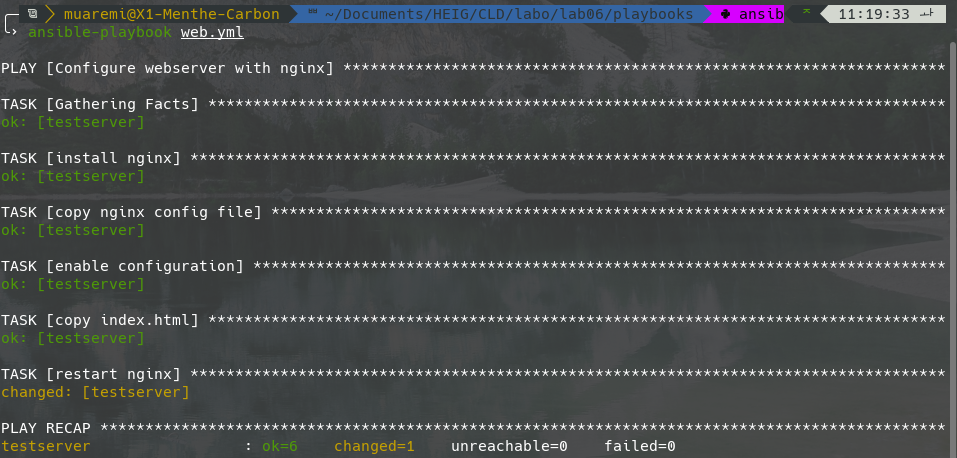 muaremi@X1-Menthe-Carbon ~/Documents/HEIG/CLD/labo/lab06/playbooks ansib 11:19:33
ansible-playbook web.yml
PLAY [Configure webserver with nginx] *******************************************************************
TASK [Gathering Facts] **********************************************************************************
ok: [testserver]
TASK [install nginx] ************************************************************************************
ok: [testserver]
TASK [copy nginx config file] ***************************************************************************
ok: [testserver]
TASK [enable configuration] *****************************************************************************
ok: [testserver]
TASK [copy index.html] **********************************************************************************
ok: [testserver]
TASK [restart nginx] ************************************************************************************
changed: [testserver]
PLAY RECAP **********************************************************************************************
testserver                 : ok=6    changed=1    unreachable=0    failed=0